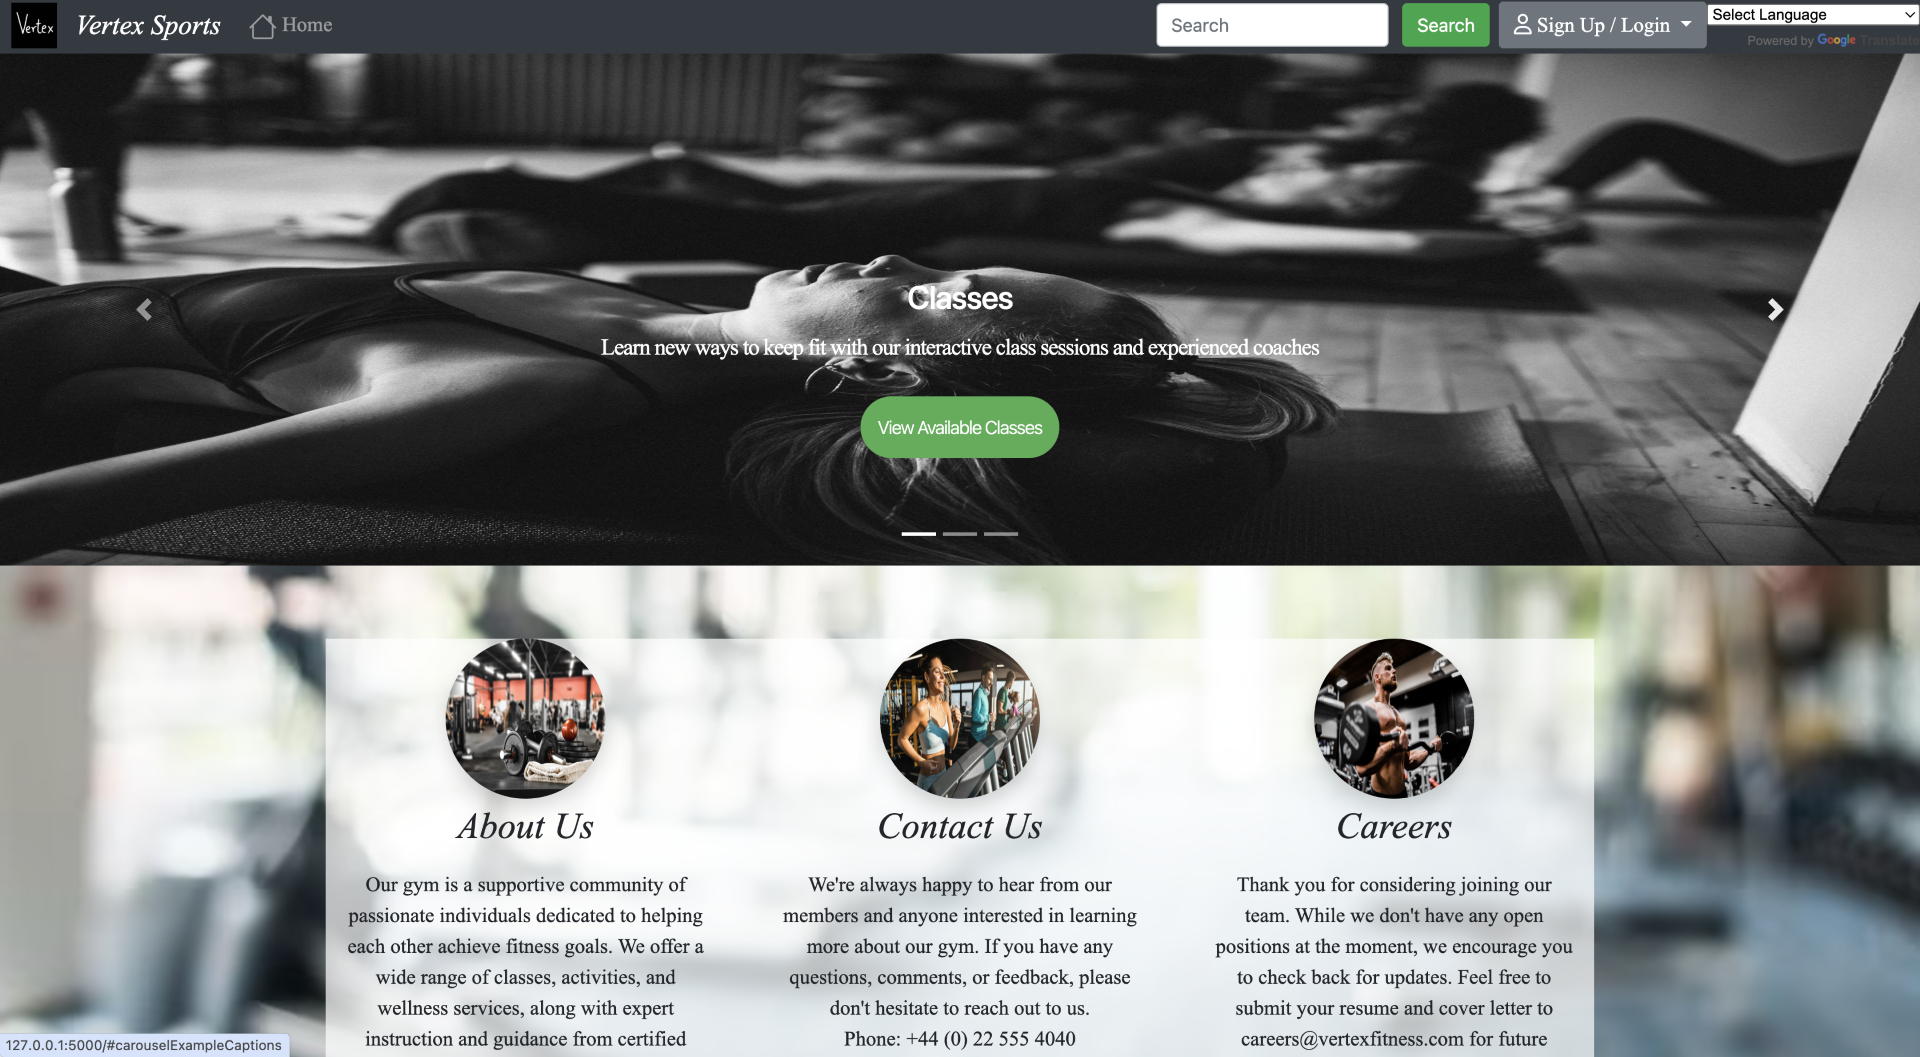 Vertex
Vertex Sports
Home
Search
Search
Sign Up / Login
Select Language
Powered by Google Translate
Classes
Learn new ways to keep fit with our interactive class sessions and experienced coaches
View Available Classes
About Us
Our gym is a supportive community of
passionate individuals dedicated to helping
each other achieve fitness goals. We offer a
wide range of classes, activities, and
wellness services, along with expert
instruction and guidance from certified
Contact Us
We're always happy to hear from our
members and anyone interested in learning
more about our gym. If you have any
questions, comments, or feedback, please
don't hesitate to reach out to us.
Phone: +44 (0) 22 555 4040
Careers
Thank you for considering joining our
team. While we don't have any open
positions at the moment, we encourage you
to check back for updates. Feel free to
submit your resume and cover letter to
careers@vertexfitness.com for future
127.0.0.1:5000/#carouselExampleCaptions